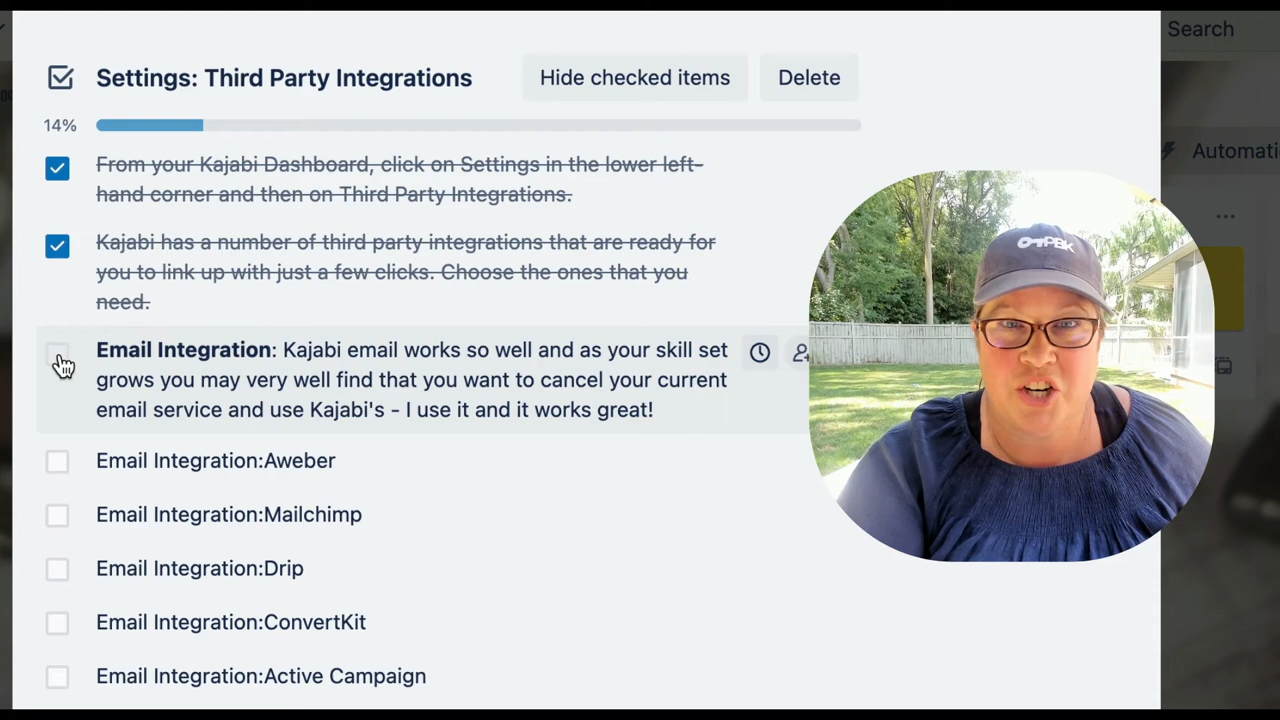 Search
Settings: Third Party Integrations
Hide checked items
Delete
14%
Automati
From your Kajabi Dashboard, click on Settings in the lower left-
hand corner and then on Third Party Integrations.
Kajabi has a number of third party integrations that are ready for
you to link up with just a few clicks. Choose the ones that you
need.
PBK
Email Integration: Kajabi email works so well and as your skill set
grows you may very well find that you want to cancel your current
email service and use Kajabi's - I use it and it works great!
Email Integration:Aweber
Email Integration:Mailchimp
Email Integration:Drip
Email Integration:ConvertKit
Email Integration:Active Campaign